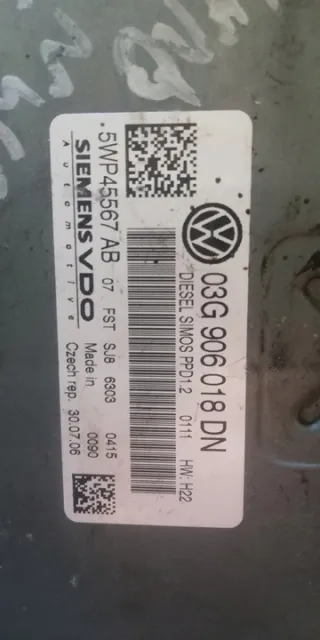 03G 906 018 DN
DIESEL SIMOS PPD1.2 0111 HW: H22
5WP45567 AB 07 FST SJ8 6303 0415
SIEMENS VDO
Automotive
Made in 0090
Czech rep. 30.07.06